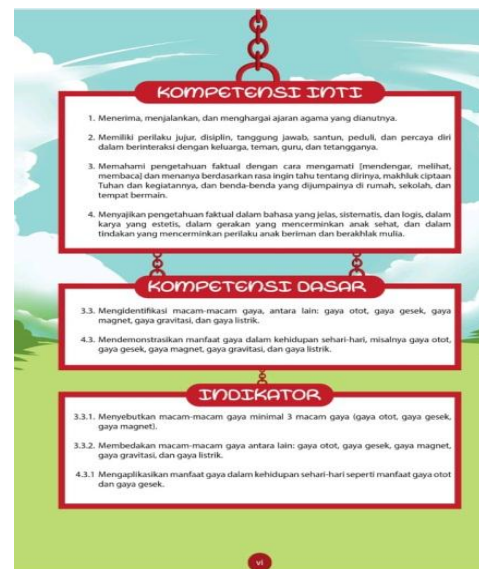 KOMPETENSI INTI
1. Menerima, menjalankan, dan menghargai ajaran agama yang dianutnya.
2. Memiliki perilaku jujur, disiplin, tanggung jawab, santun, peduli, dan percaya diri
dalam berinteraksi dengan keluarga, teman, guru, dan tetangganya.
3. Memahami pengetahuan faktual dengan cara mengamati [mendengar, melihat,
membaca] dan menanya berdasarkan rasa ingin tahu tentang dirinya, makhluk ciptaan
Tuhan dan kegiatannya, dan benda-benda yang dijumpainya di rumah, sekolah, dan
tempat bermain.
4. Menyajikan pengetahuan faktual dalam bahasa yang jelas, sistematis, dan logis, dalam
karya yang estetis, dalam gerakan yang mencerminkan anak sehat, dan dalam
tindakan yang mencerminkan perilaku anak beriman dan berakhlak mulia.
KOMPETENSI DASAR
3.3. Mengidentifikasi macam-macam gaya, antara lain: gaya otot, gaya gesek, gaya
magnet, gaya gravitasi, dan gaya listrik.
4.3. Mendemonstrasikan manfaat gaya dalam kehidupan sehari-hari, misalnya gaya otot,
gaya gesek, gaya magnet, gaya gravitasi, dan gaya listrik.
INDIKATOR
3.3.1. Menyebutkan macam-macam gaya minimal 3 macam gaya (gaya otot, gaya gesek,
gaya magnet).
3.3.2. Membedakan macam-macam gaya antara lain: gaya otot, gaya gesek, gaya magnet,
gaya gravitasi, dan gaya listrik.
4.3.1 Mengaplikasikan manfaat gaya dalam kehidupan sehari-hari seperti manfaat gaya otot
dan gaya gesek.
vi